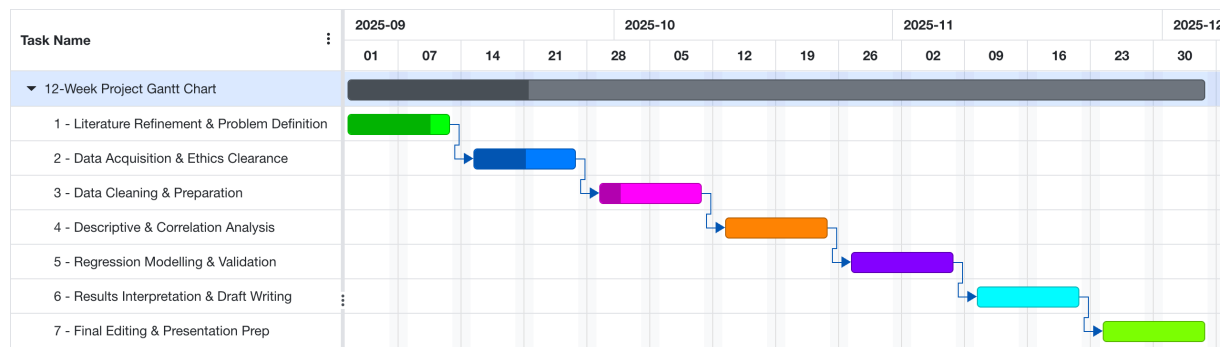 Task Name
2025-09 2025-10 2025-11 2025-12
01 07 14 21 28 05 12 19 26 02 09 16 23 30
12-Week Project Gantt Chart
1 - Literature Refinement & Problem Definition
2 - Data Acquisition & Ethics Clearance
3 - Data Cleaning & Preparation
4 - Descriptive & Correlation Analysis
5 - Regression Modelling & Validation
6 - Results Interpretation & Draft Writing
7 - Final Editing & Presentation Prep